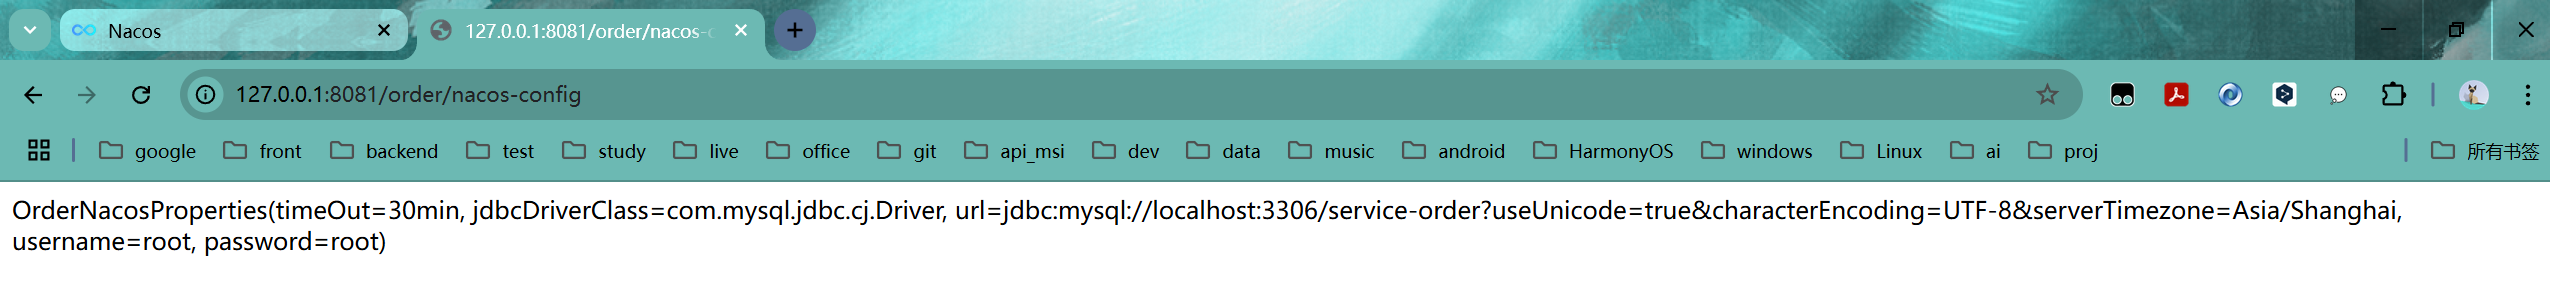 Nacos
127.0.0.1:8081/order/nacos-c
127.0.0.1:8081/order/nacos-config
google front backend test study live office git api_msi dev data music android HarmonyOS windows Linux ai proj 所有书签
OrderNacosProperties(timeOut=30min, jdbcDriverClass=com.mysql.jdbc.cj.Driver, url=jdbc:mysql://localhost:3306/service-order?useUnicode=true&characterEncoding=UTF-8&serverTimezone=Asia/Shanghai,
username=root, password=root)